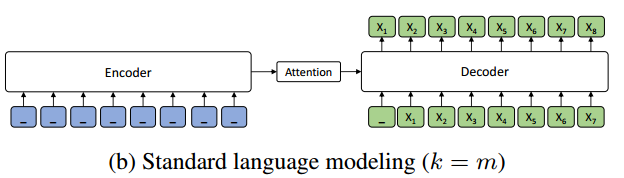 X1 X2 X3 X4 X5 X6 X7 X8
Encoder Attention Decoder
_ _ _ _ _ _ _ _ _ X1 X2 X3 X4 X5 X6 X7
(b) Standard language modeling (k = m)